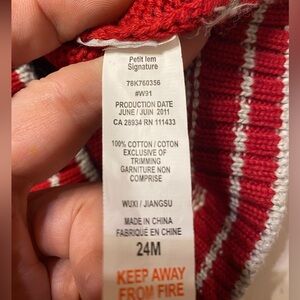 Petit lem
Signature
78K760356
#W91
PRODUCTION DATE
JUNE / JUIN 2011
CA 28934 RN 111433
100% COTTON / COTON
EXCLUSIVE OF
TRIMMING
GARNITURE NON
COMPRISE
WUXI / JIANGSU
MADE IN CHINA
FABRIQUÉ EN CHINE
24M
KEEP AWAY
FROM FIRE